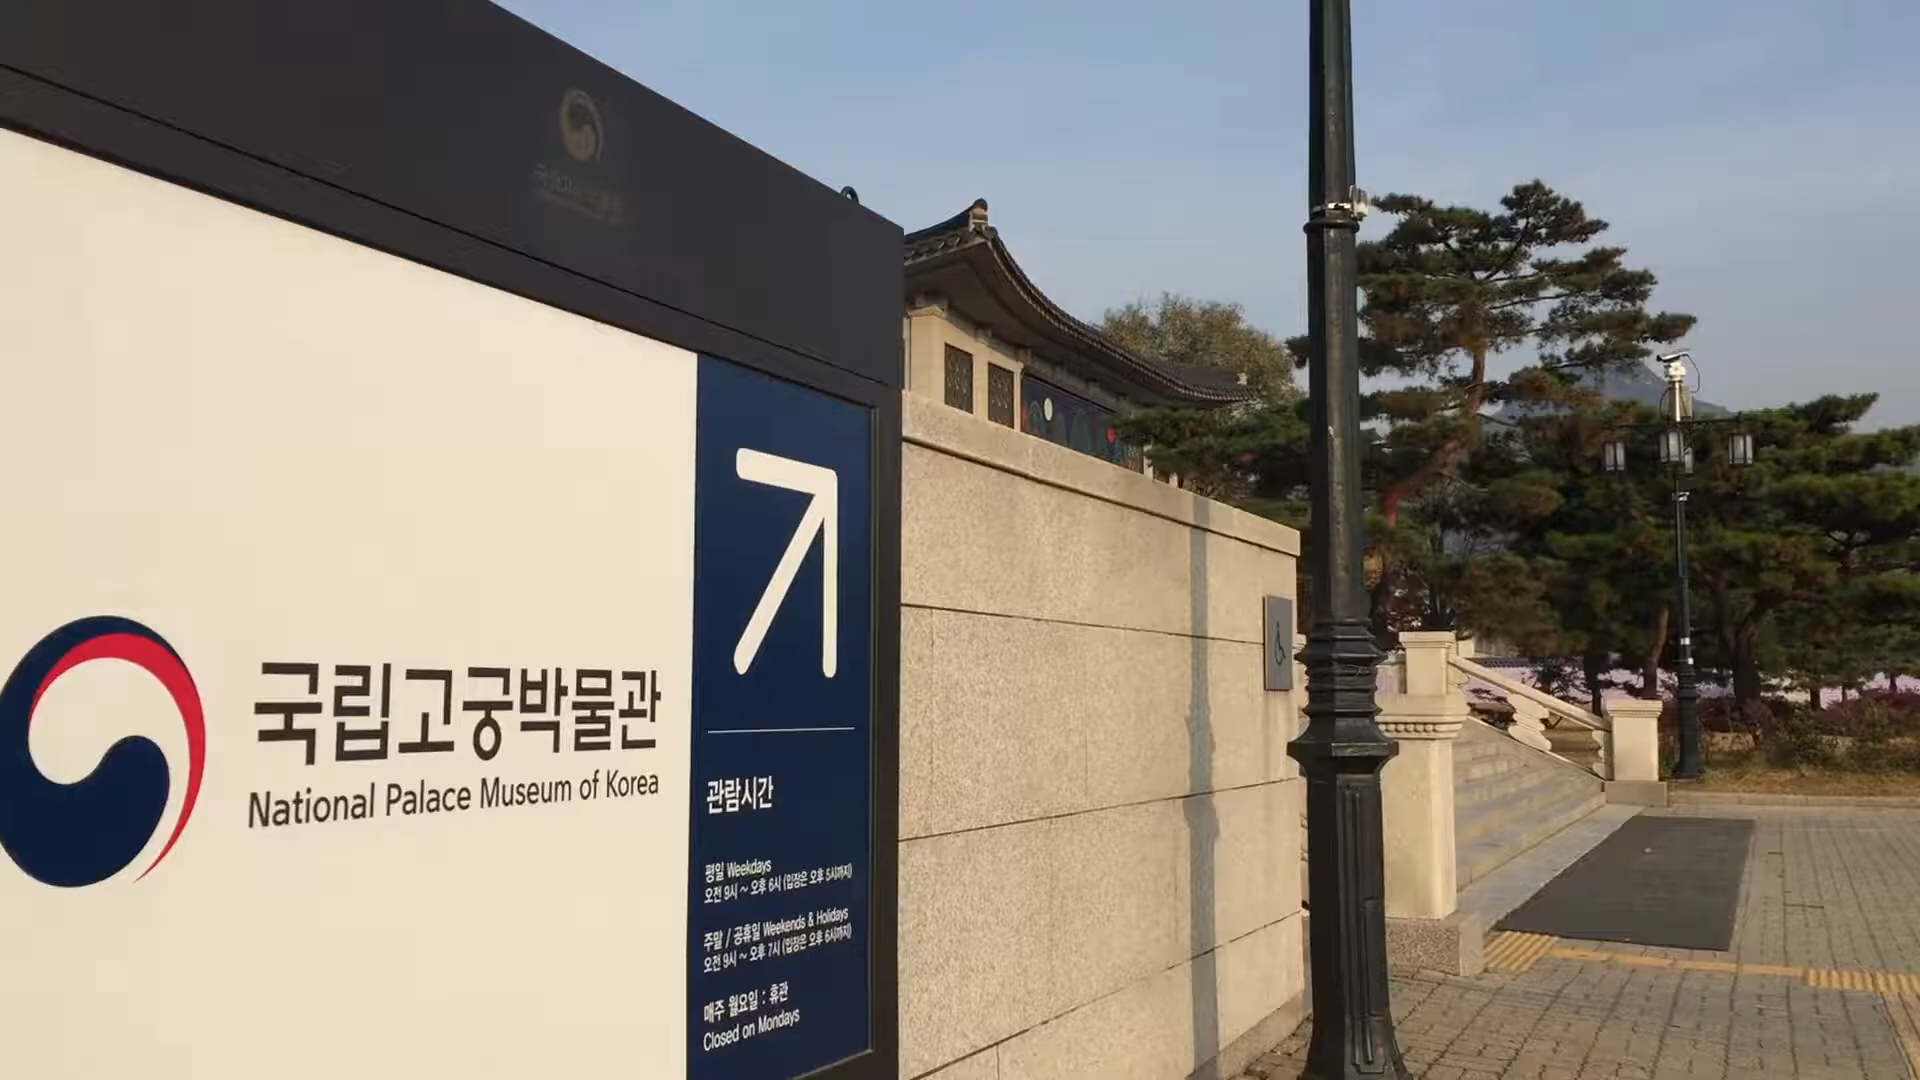 국립고궁박물관
National Palace Museum of Korea
관람시간
평일 Weekdays
오전 9시 ~ 오후 6시 (입장은 오후 5시까지)
주말 / 공휴일 Weekends & Holidays
오전 9시 ~ 오후 7시 (입장은 오후 6시까지)
매주 월요일 : 휴관
Closed on Mondays